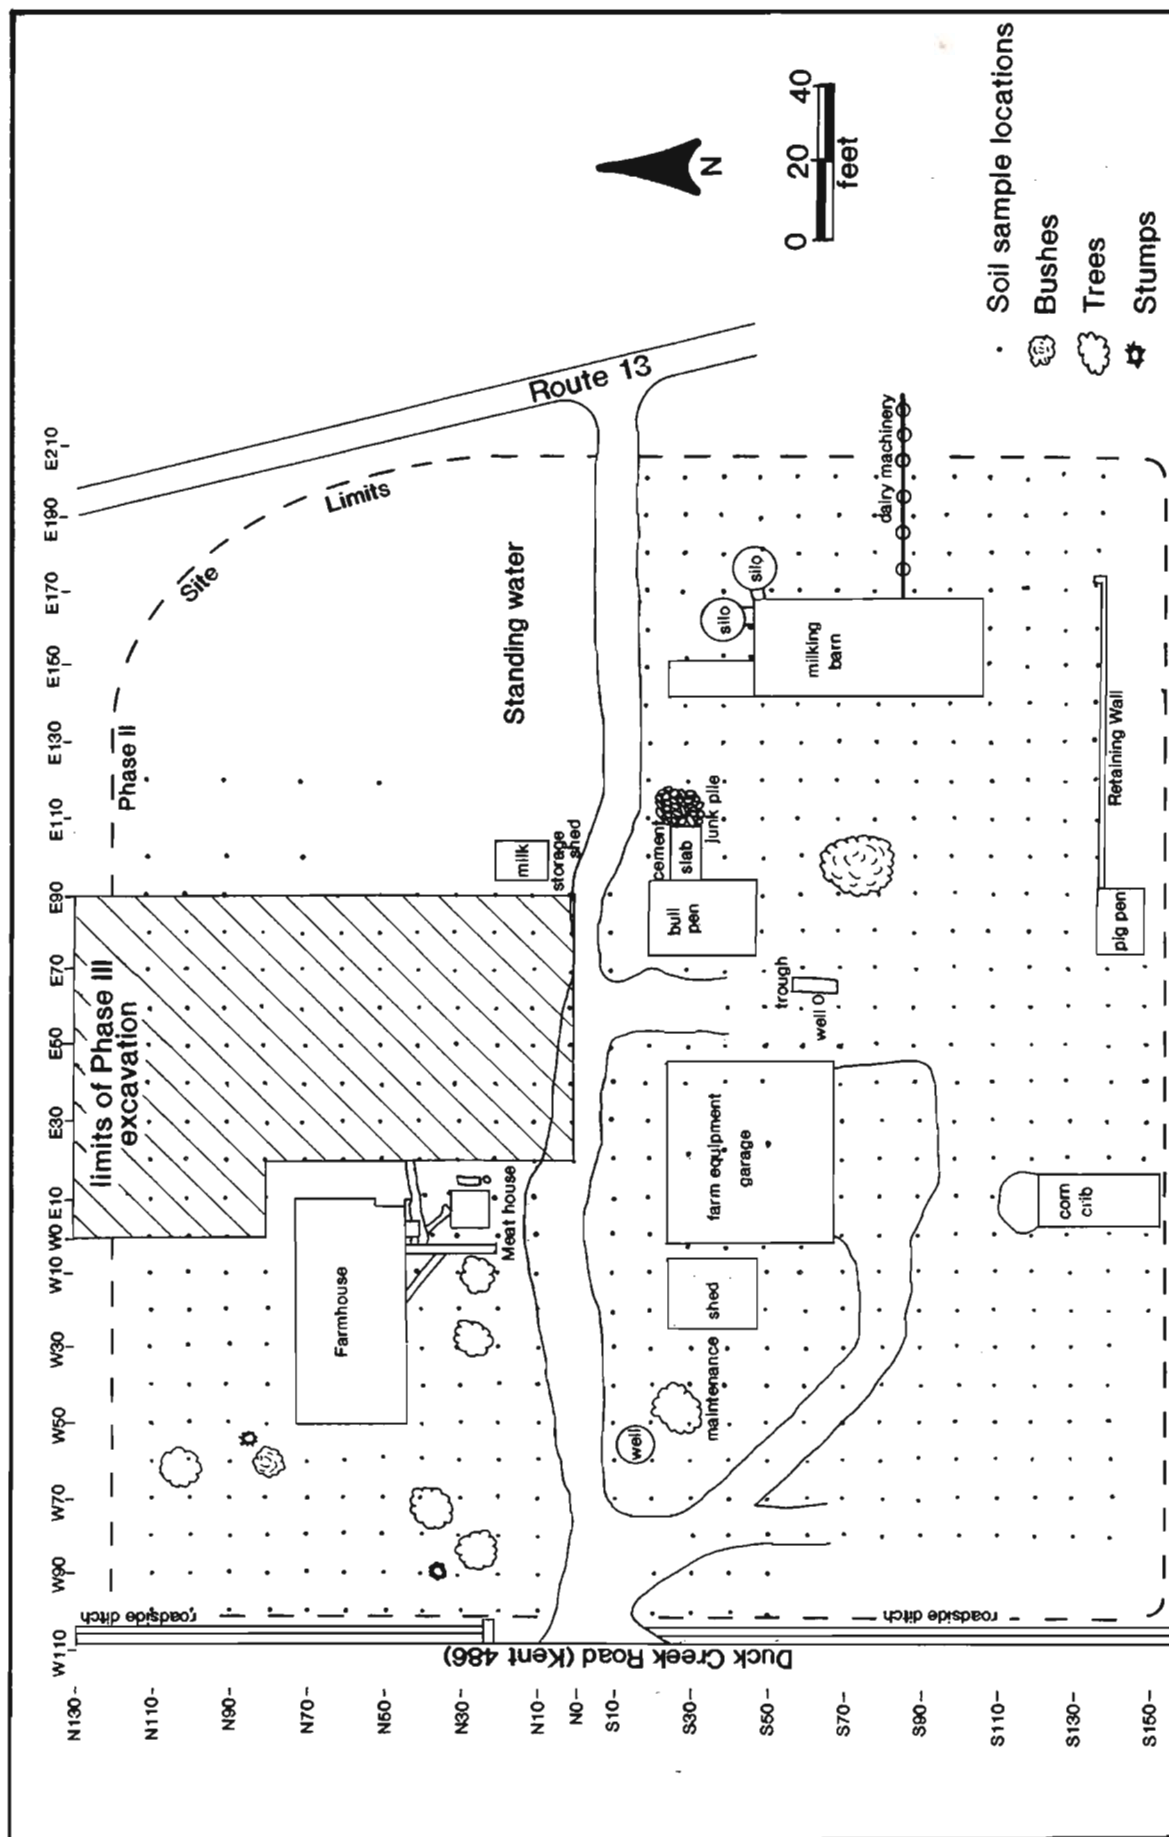 W110
W90
W70
W50
W30
W10
W0
E10
E30
E50
E70
E90
E110
E130
E150
E170
E190
E210
N130
N110
N90
N70
N50
N30
N10
N0
S10
S30
S50
S70
S90
S110
S130
S150
limits of Phase III
excavation
Phase II
Site
Limits
Route 13
Standing water
roadside ditch
Farmhouse
Meat house
milk
storage
shed
Duck Creek Road (Kent 486)
well
maintenance
shed
farm equipment
garage
bull
pen
cement
slab
junk pile
trough
well
silo
silo
milking
barn
dairy machinery
roadside ditch
corn
crib
pig pen
Retaining Wall
N
0 20 40
feet
Soil sample locations
Bushes
Trees
Stumps